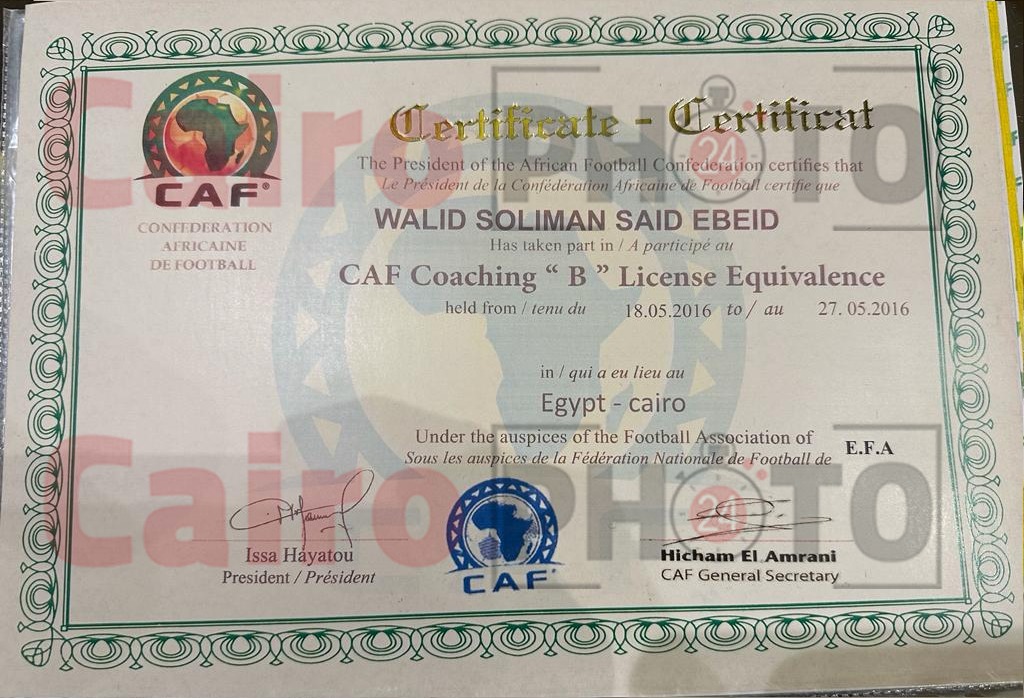 Certificate - Certificat
CAF®
CONFEDERATION
AFRICAINE
DE FOOTBALL
The President of the African Football Confederation certifies that
Le Président de la Confédération Africaine de Football certifie que
WALID SOLIMAN SAID EBEID
Has taken part in / A participé au
CAF Coaching “ B ” License Equivalence
held from / tenu du 18.05.2016 to / au 27. 05.2016
in / qui a eu lieu au
Egypt - cairo
Under the auspices of the Football Association of
Sous les auspices de la Fédération Nationale de Football de
E.F.A
Issa Hayatou
President / Président
CAF
Hicham El Amrani
CAF General Secretary
Cairo PHOTO
24
Cairo PHOTO
24